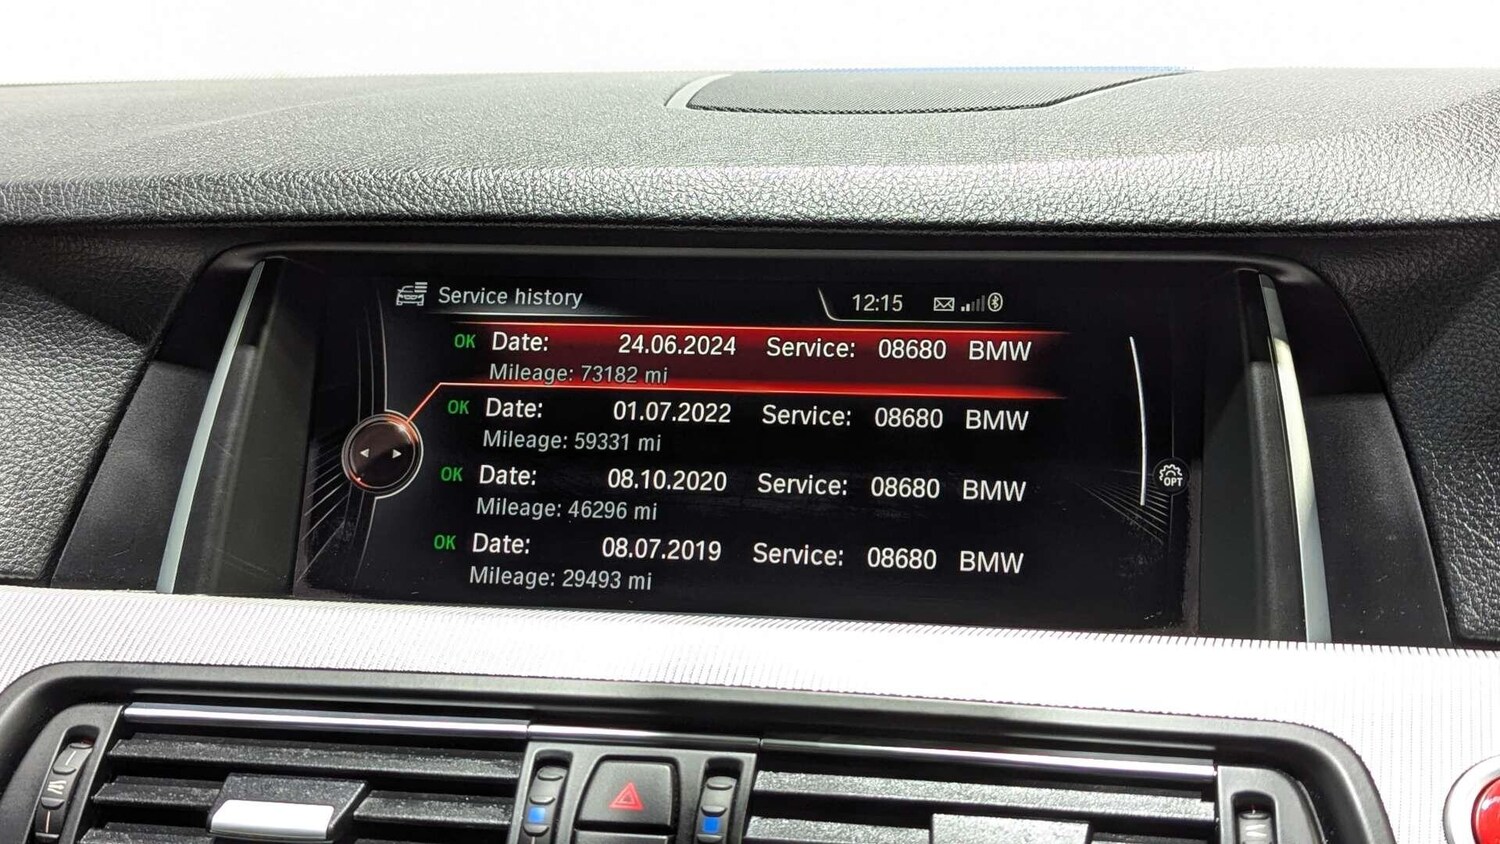 Service history 12:15
OK Date: 24.06.2024 Service: 08680 BMW
Mileage: 73182 mi
OK Date: 01.07.2022 Service: 08680 BMW
Mileage: 59331 mi
OK Date: 08.10.2020 Service: 08680 BMW
Mileage: 46296 mi
OPT
OK Date: 08.07.2019 Service: 08680 BMW
Mileage: 29493 mi